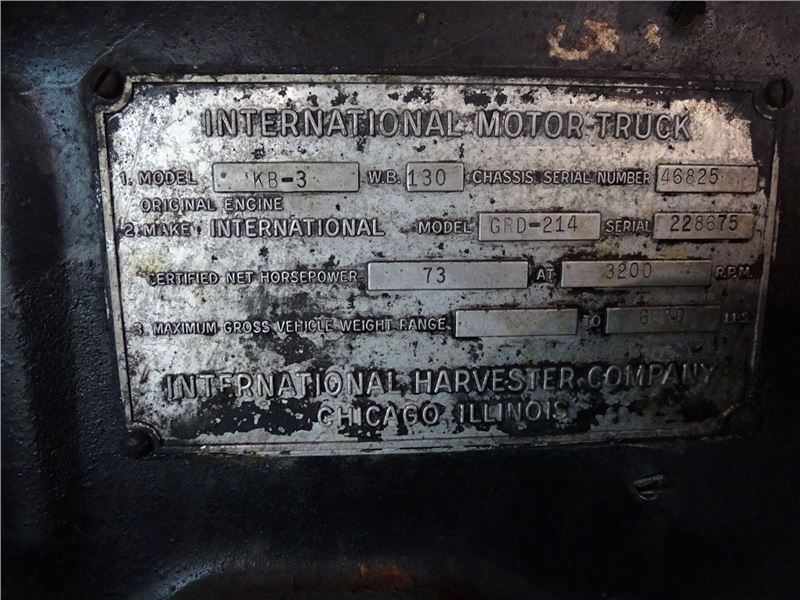 INTERNATIONAL MOTOR TRUCK
1. MODEL KB-3 W.B. 130 CHASSIS SERIAL NUMBER 46825
ORIGINAL ENGINE
2. MAKE INTERNATIONAL MODEL GRD-214 SERIAL 228675
CERTIFIED NET HORSEPOWER 73 AT 3200 R.P.M.
3. MAXIMUM GROSS VEHICLE WEIGHT RANGE TO LBS.
INTERNATIONAL HARVESTER COMPANY
CHICAGO, ILLINOIS